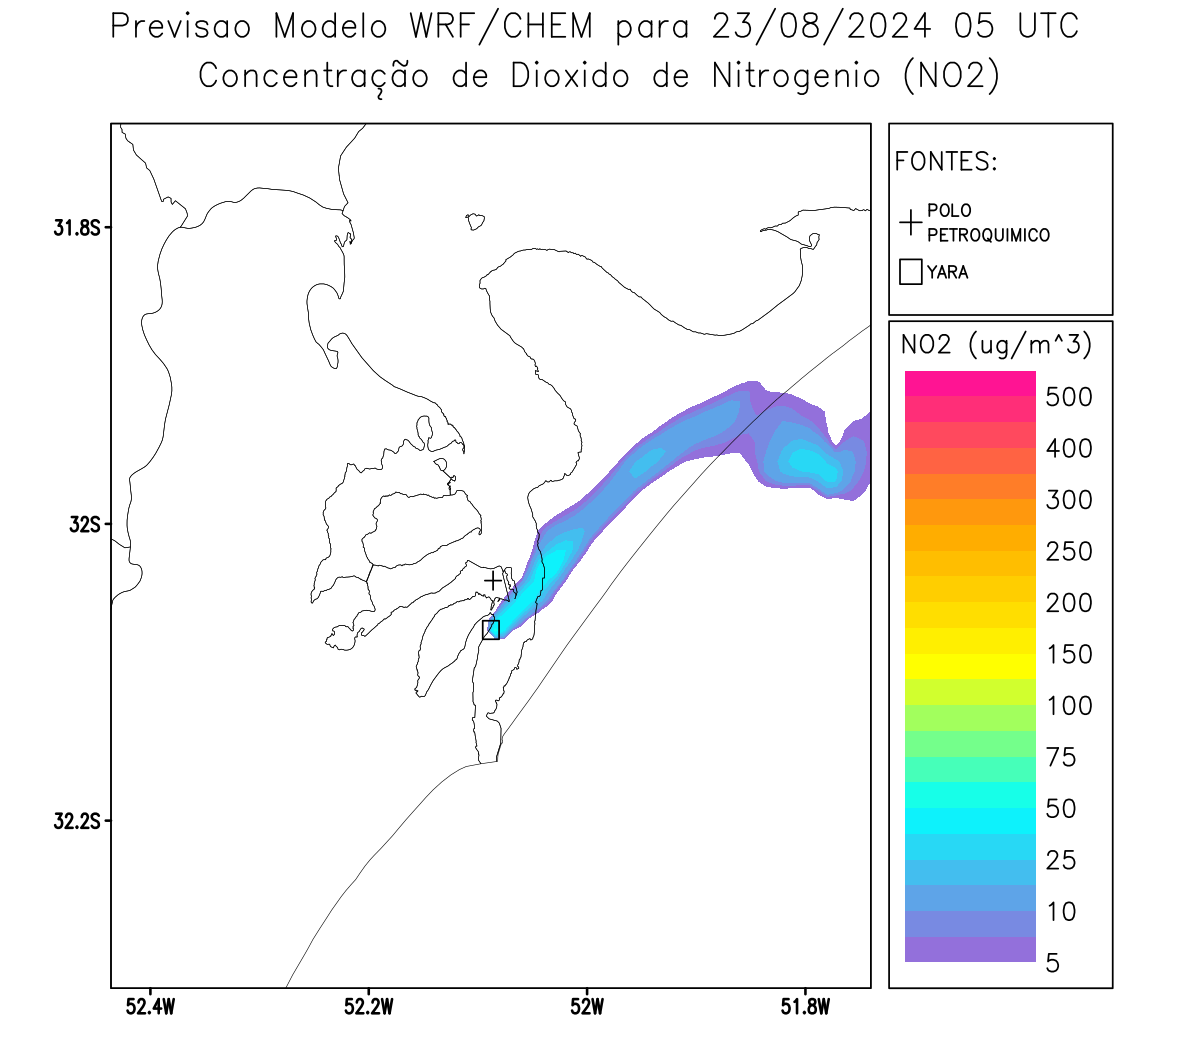 Previsao Modelo WRF/CHEM para 23/08/2024 05 UTC
Concentração de Dioxido de Nitrogenio (NO2)
FONTES:
POLO
PETROQUIMICO
YARA
31.8S
32S
32.2S
52.4W
52.2W
52W
51.8W
NO2 (ug/m^3)
500
400
300
250
200
150
100
75
50
25
10
5